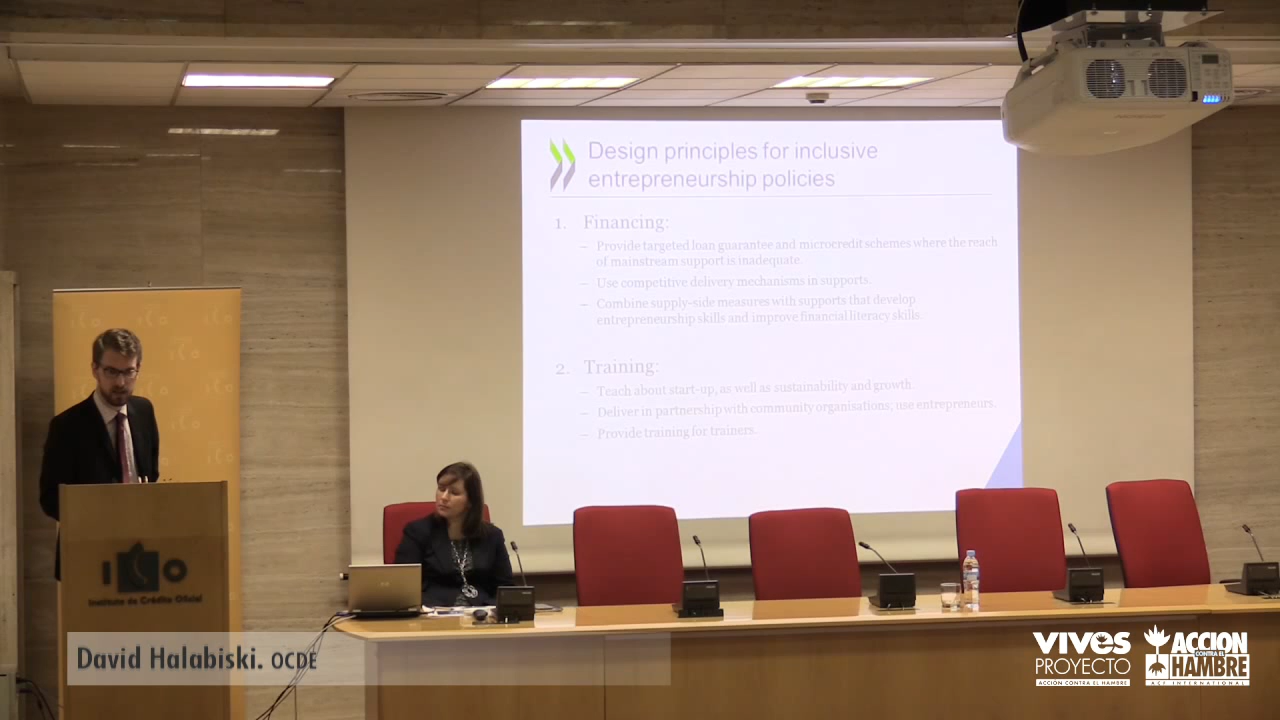 Design principles for inclusive
entrepreneurship policies
1. Financing:
– Provide targeted loan guarantee and microcredit schemes where the reach
of mainstream support is inadequate.
– Use competitive delivery mechanisms in supports.
– Combine supply-side measures with supports that develop
entrepreneurship skills and improve financial literacy skills.
2. Training:
– Teach about start-up, as well as sustainability and growth.
– Deliver in partnership with community organisations; use entrepreneurs.
– Provide training for trainers.
ico
ico
Instituto de Crédito Oficial
David Halabiski. OCDE
VIVES
PROYECTO
ACCIÓN CONTRA EL HAMBRE
ACCION
CONTRA EL
HAMBRE
ACF INTERNATIONAL